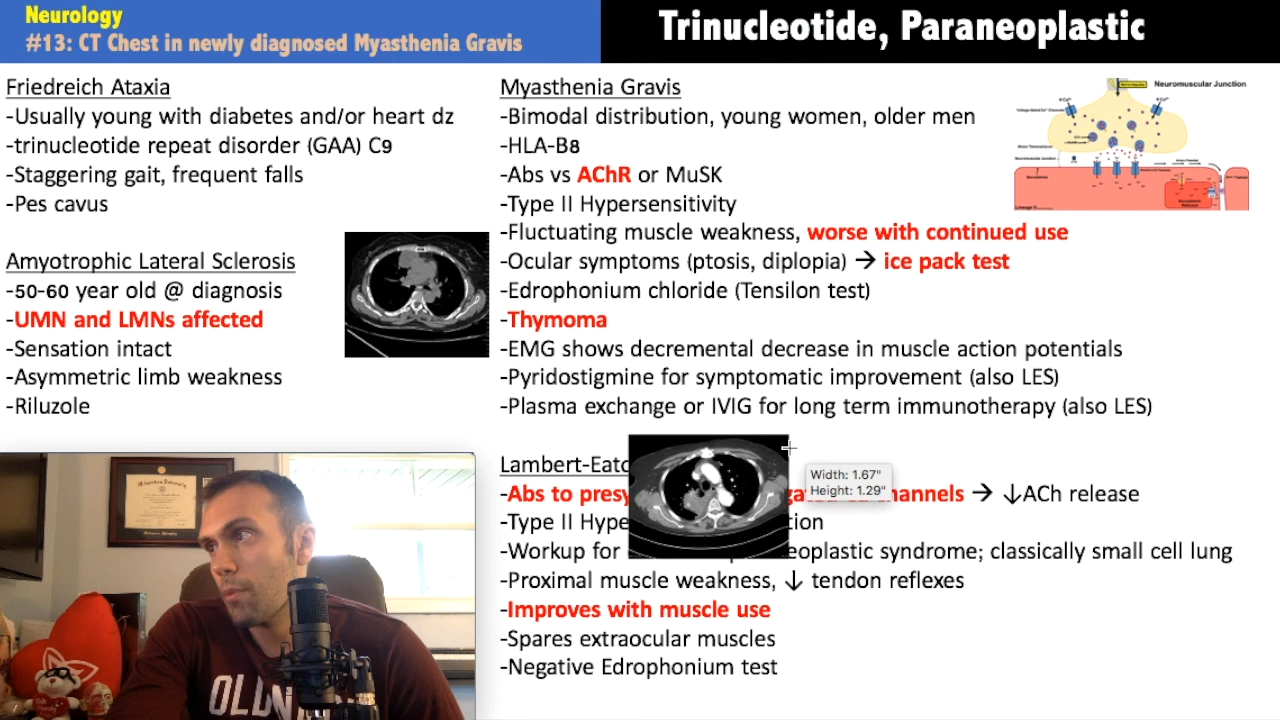 Neurology
#13: CT Chest in newly diagnosed Myasthenia Gravis
Trinucleotide, Paraneoplastic
Friedreich Ataxia
-Usually young with diabetes and/or heart dz
-trinucleotide repeat disorder (GAA) C9
-Staggering gait, frequent falls
-Pes cavus
Amyotrophic Lateral Sclerosis
-50-60 year old @ diagnosis
-UMN and LMNs affected
-Sensation intact
-Asymmetric limb weakness
-Riluzole
Myasthenia Gravis
-Bimodal distribution, young women, older men
-HLA-B8
-Abs vs AChR or MuSK
-Type II Hypersensitivity
-Fluctuating muscle weakness, worse with continued use
-Ocular symptoms (ptosis, diplopia) → ice pack test
-Edrophonium chloride (Tensilon test)
-Thymoma
-EMG shows decremental decrease in muscle action potentials
-Pyridostigmine for symptomatic improvement (also LES)
-Plasma exchange or IVIG for long term immunotherapy (also LES)
Neuromuscular Junction
Lambert-Eato
-Abs to presy hannels → ↓ACh release
-Type II Hype tion
-Workup for eoplastic syndrome; classically small cell lung
-Proximal muscle weakness, ↓ tendon reflexes
-Improves with muscle use
-Spares extraocular muscles
-Negative Edrophonium test
Width: 1.67"
Height: 1.29"